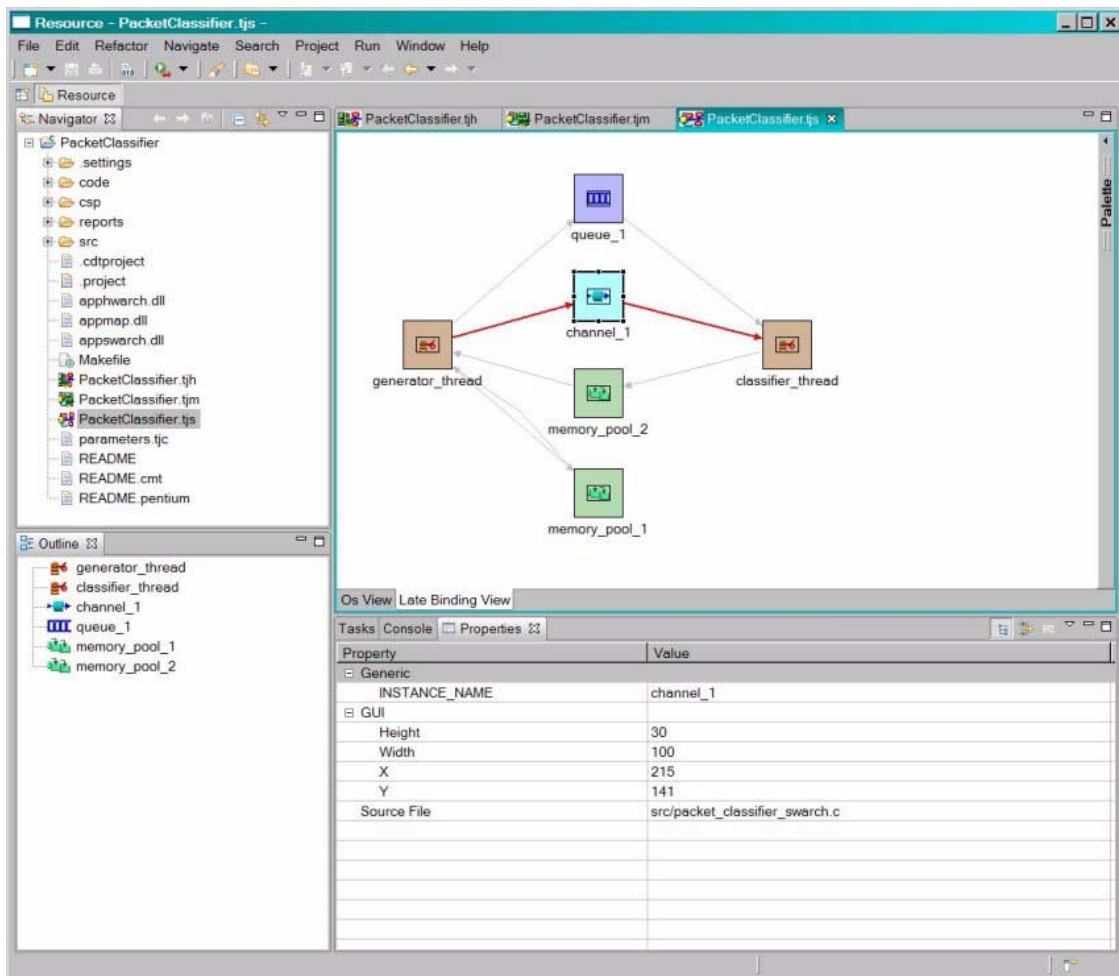 Resource - PacketClassifier.tjs -
File Edit Refactor Navigate Search Project Run Window Help
Resource
Navigator
PacketClassifier
.settings
code
csp
reports
src
.cdtproject
.project
apphwarch.dll
appmap.dll
appswarch.dll
Makefile
PacketClassifier.tjh
PacketClassifier.tjm
PacketClassifier.tjs
parameters.tjc
README
README.cmt
README.pentium
Outline
generator_thread
classifier_thread
channel_1
queue_1
memory_pool_1
memory_pool_2
PacketClassifier.tjh PacketClassifier.tjm PacketClassifier.tjs
Palette
queue_1
channel_1
generator_thread
classifier_thread
memory_pool_2
memory_pool_1
Os View Late Binding View
Tasks Console Properties
Property Value
Generic
INSTANCE_NAME channel_1
GUI
Height 30
Width 100
X 215
Y 141
Source File src/packet_classifier_swarch.c